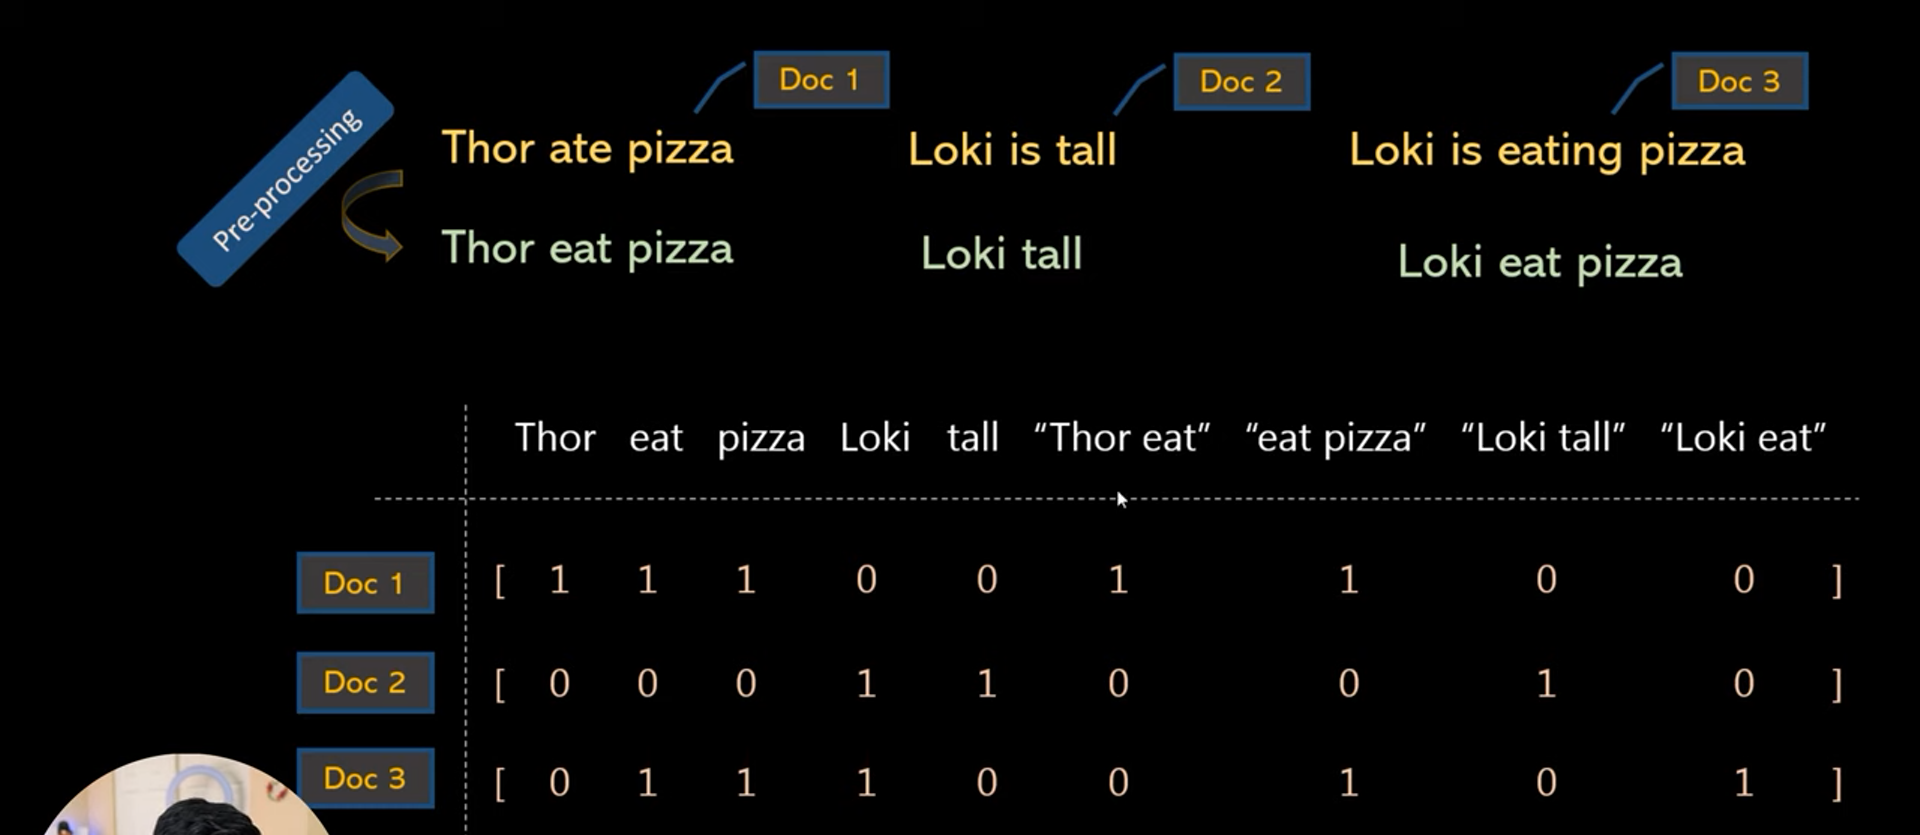 Doc 1 Doc 2 Doc 3
Pre-processing
Thor ate pizza Loki is tall Loki is eating pizza
Thor eat pizza Loki tall Loki eat pizza
Thor eat pizza Loki tall “Thor eat” “eat pizza” “Loki tall” “Loki eat”
Doc 1 [ 1 1 1 0 0 1 1 0 0 ]
Doc 2 [ 0 0 0 1 1 0 0 1 0 ]
Doc 3 [ 0 1 1 1 0 0 1 0 1 ]